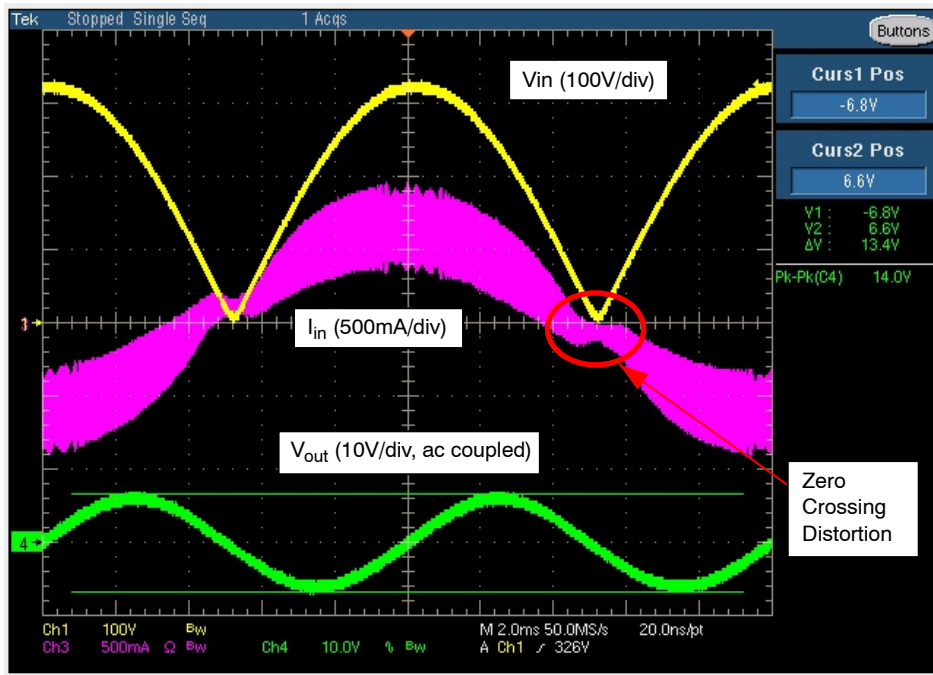 Tek Stopped Single Seq 1 Acqs
Buttons
Vin (100V/div)
Curs1 Pos
-6.8V
Curs2 Pos
6.6V
V1 : -6.8V
V2 : 6.6V
ΔV : 13.4V
Pk-Pk(C4) 14.0V
3
Iin (500mA/div)
Vout (10V/div, ac coupled)
Zero
Crossing
Distortion
4
Ch1 100V Bw M 2.0ms 50.0MS/s 20.0ns/pt
Ch3 500mA Ω Bw Ch4 10.0V ∿ Bw A Ch1 ∕ 326V